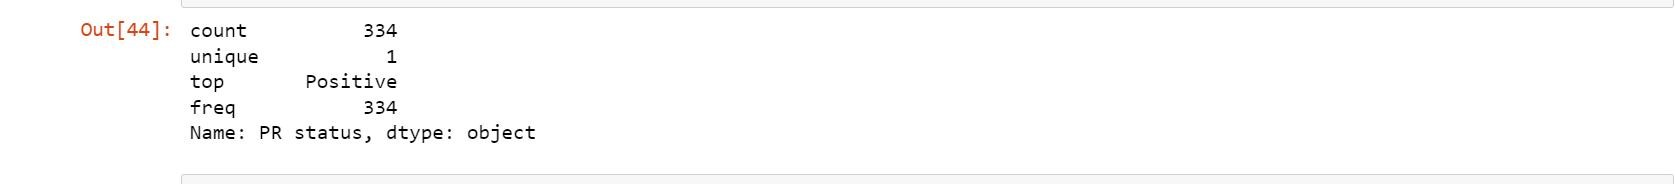 Out[44]: count 334
unique 1
top Positive
freq 334
Name: PR status, dtype: object